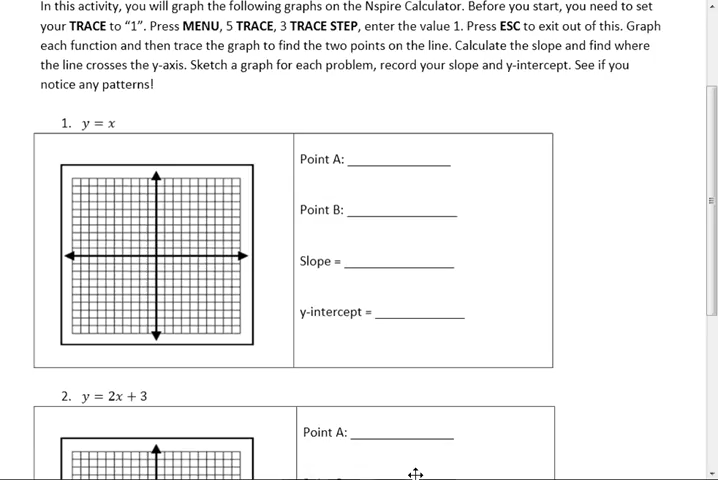 In this activity, you will graph the following graphs on the Nspire Calculator. Before you start, you need to set
your TRACE to “1”. Press MENU, 5 TRACE, 3 TRACE STEP, enter the value 1. Press ESC to exit out of this. Graph
each function and then trace the graph to find the two points on the line. Calculate the slope and find where
the line crosses the y-axis. Sketch a graph for each problem, record your slope and y-intercept. See if you
notice any patterns!
1. y = x
Point A: ______________
Point B: ______________
Slope = ______________
y-intercept = ____________
2. y = 2x + 3
Point A: ______________